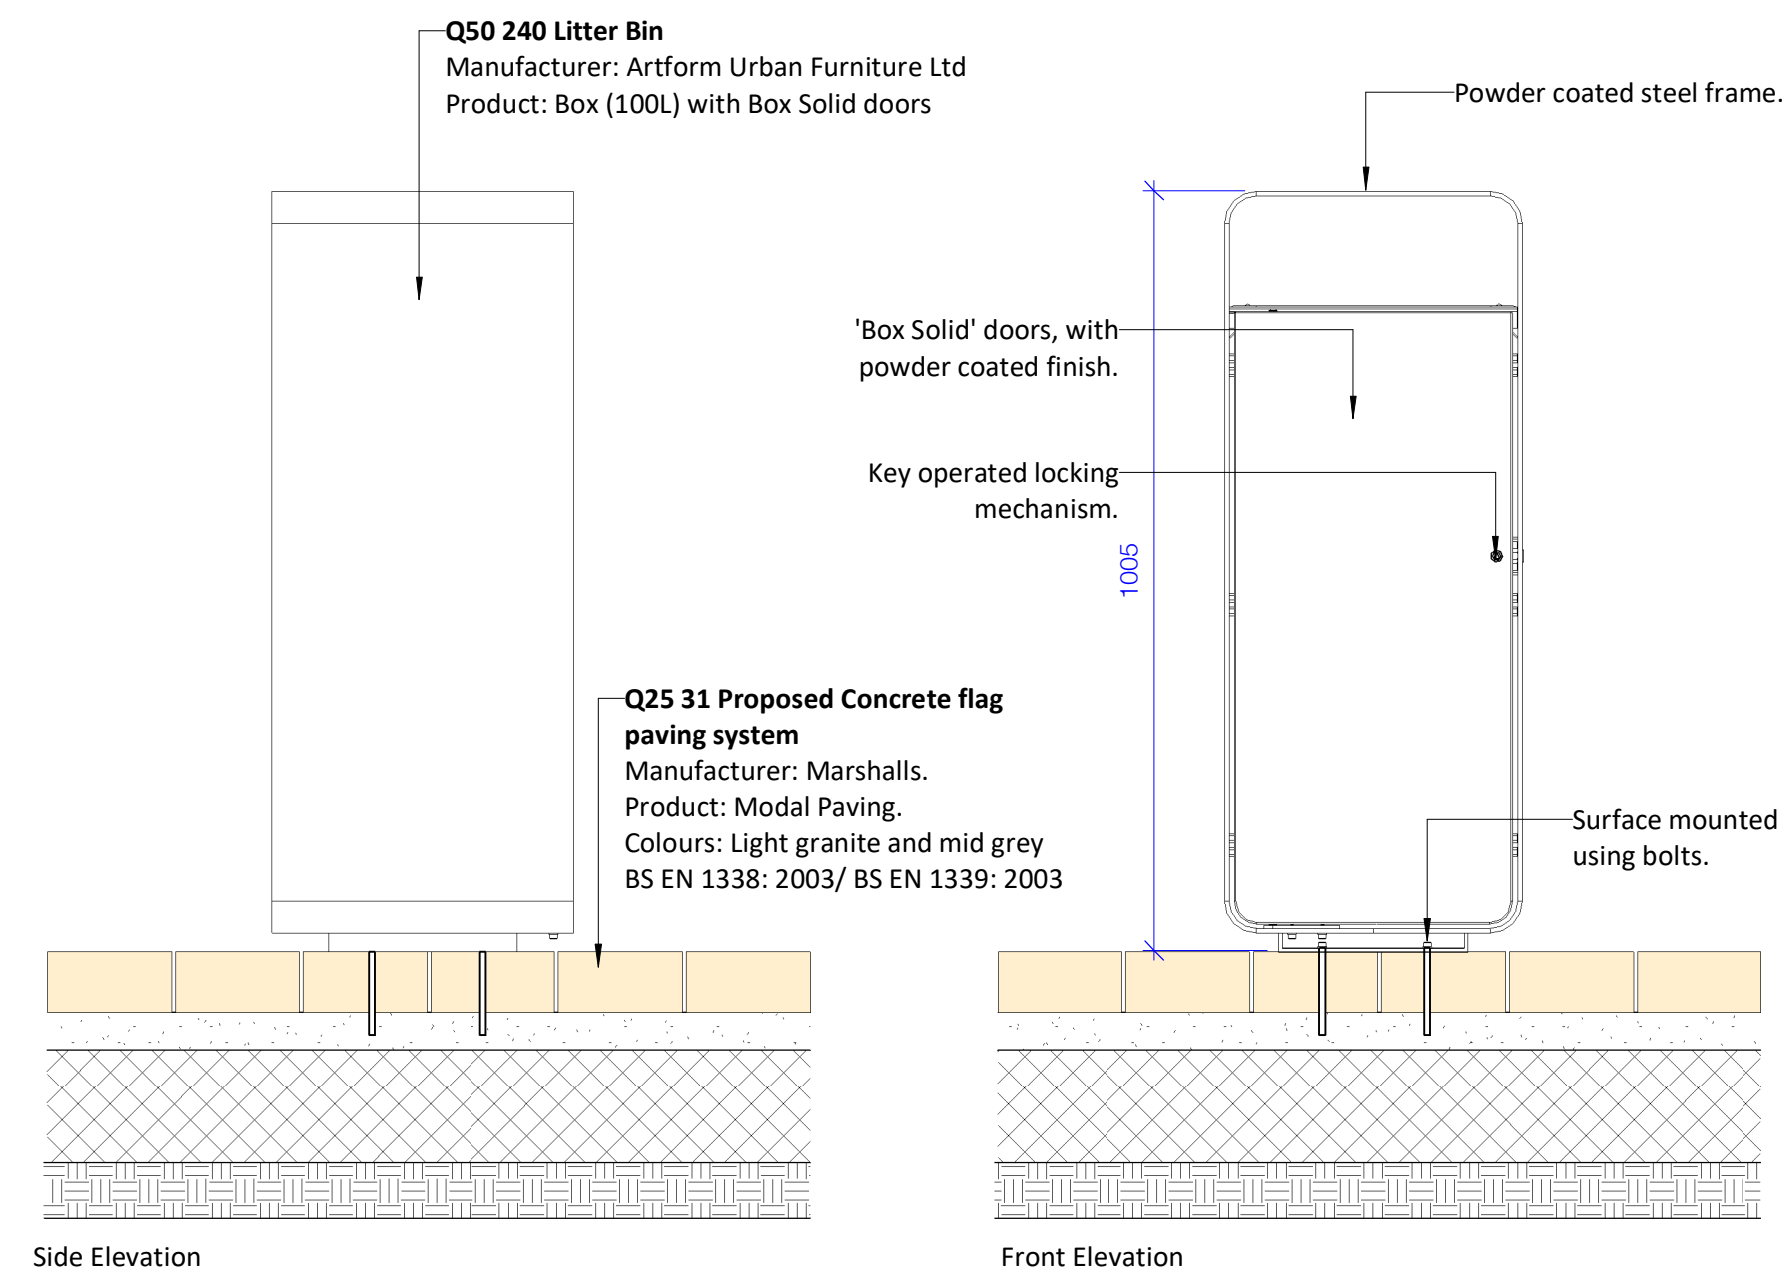 Q50 240 Litter Bin
Manufacturer: Artform Urban Furniture Ltd
Product: Box (100L) with Box Solid doors
Powder coated steel frame.
'Box Solid' doors, with
powder coated finish.
Key operated locking
mechanism.
1005
Q25 31 Proposed Concrete flag
paving system
Manufacturer: Marshalls.
Product: Modal Paving.
Colours: Light granite and mid grey
BS EN 1338: 2003/ BS EN 1339: 2003
Surface mounted
using bolts.
Side Elevation
Front Elevation